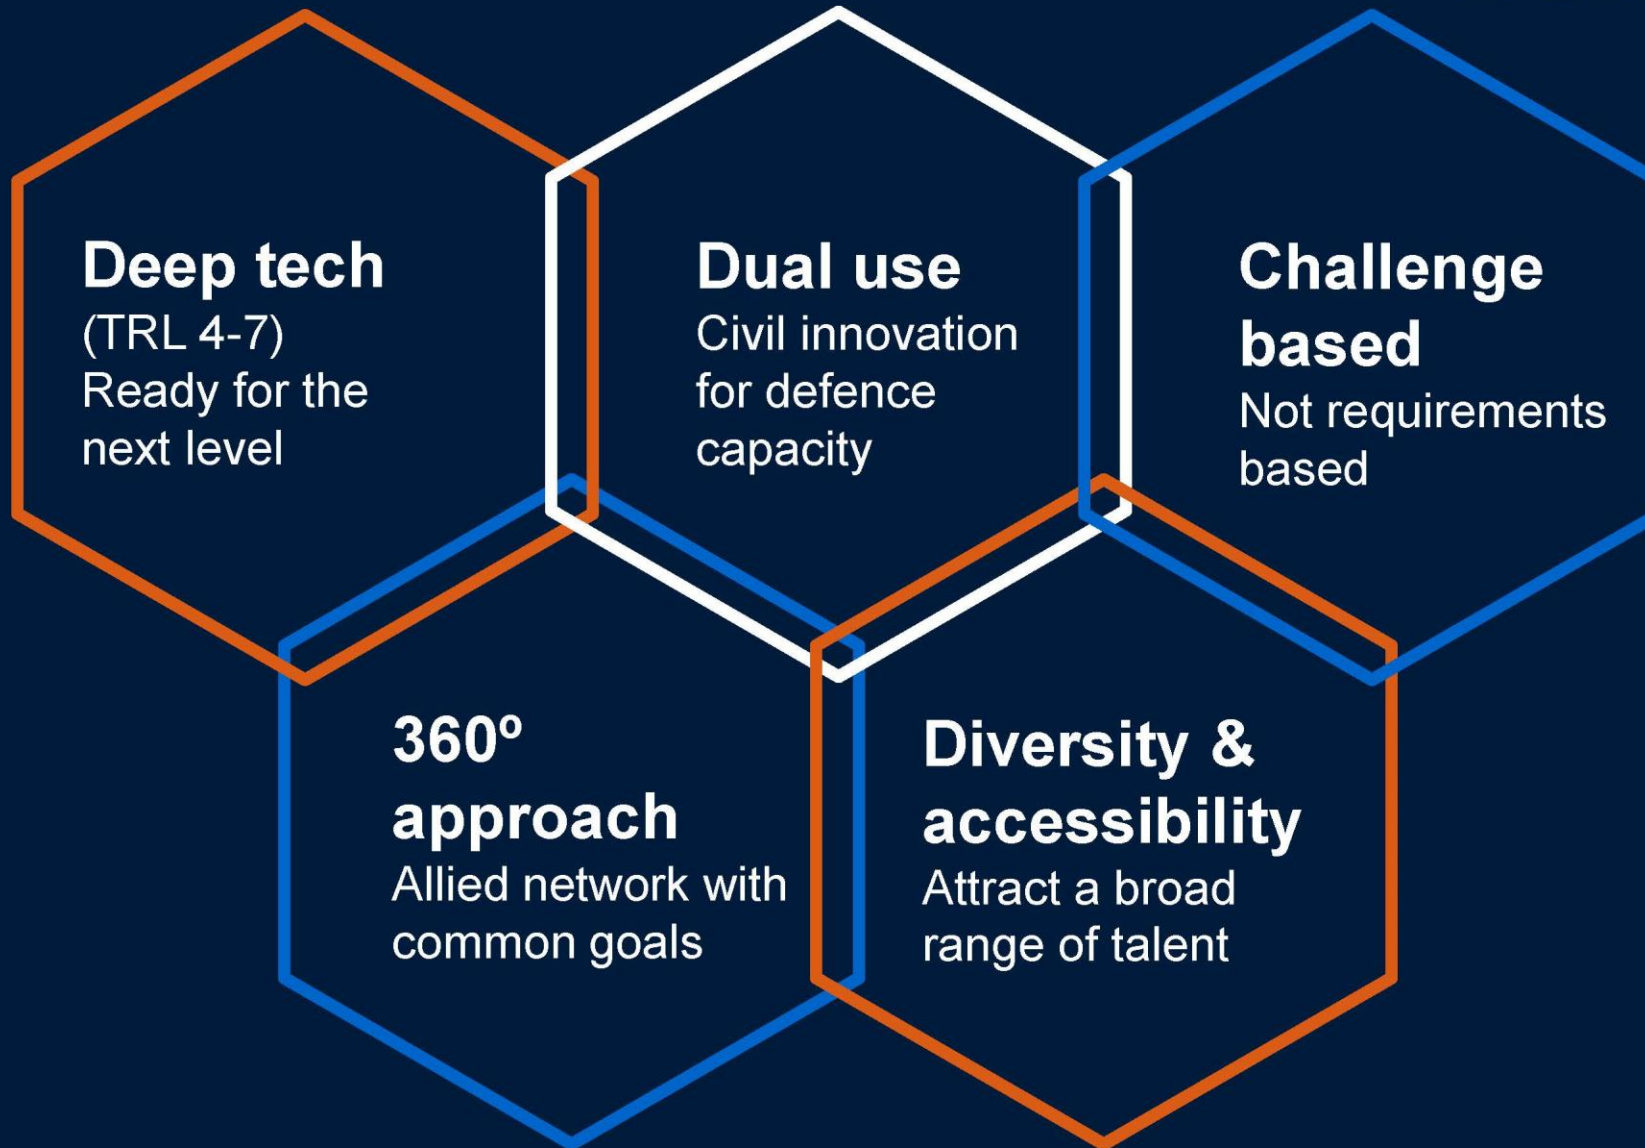 Deep tech
(TRL 4-7)
Ready for the
next level
Dual use
Civil innovation
for defence
capacity
Challenge
based
Not requirements
based
360º
approach
Allied network with
common goals
Diversity &
accessibility
Attract a broad
range of talent